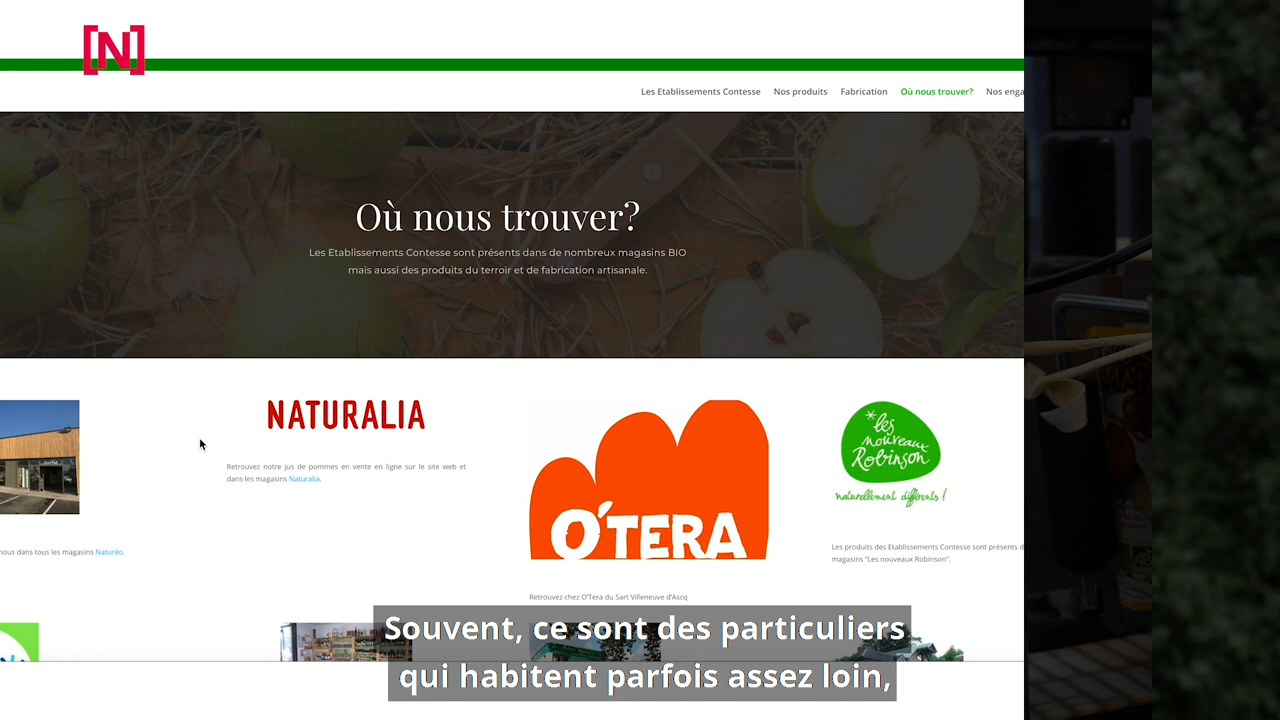 [N]
Les Etablissements Contesse Nos produits Fabrication Où nous trouver? Nos enga
Où nous trouver?
Les Etablissements Contesse sont présents dans de nombreux magasins BIO
mais aussi des produits du terroir et de fabrication artisanale.
NATURALIA
Retrouvez notre jus de pommes en vente en ligne sur le site web et
dans les magasins Naturalia.
O'TERA
Retrouvez chez O'Tera du Sart Villeneuve d'Ascq
les nouveaux Robinson
naturellement différents !
Les produits des Etablissements Contesse sont présents d
magasins "Les nouveaux Robinson".
nous dans tous les magasins Naturéo.
Souvent, ce sont des particuliers
qui habitent parfois assez loin,